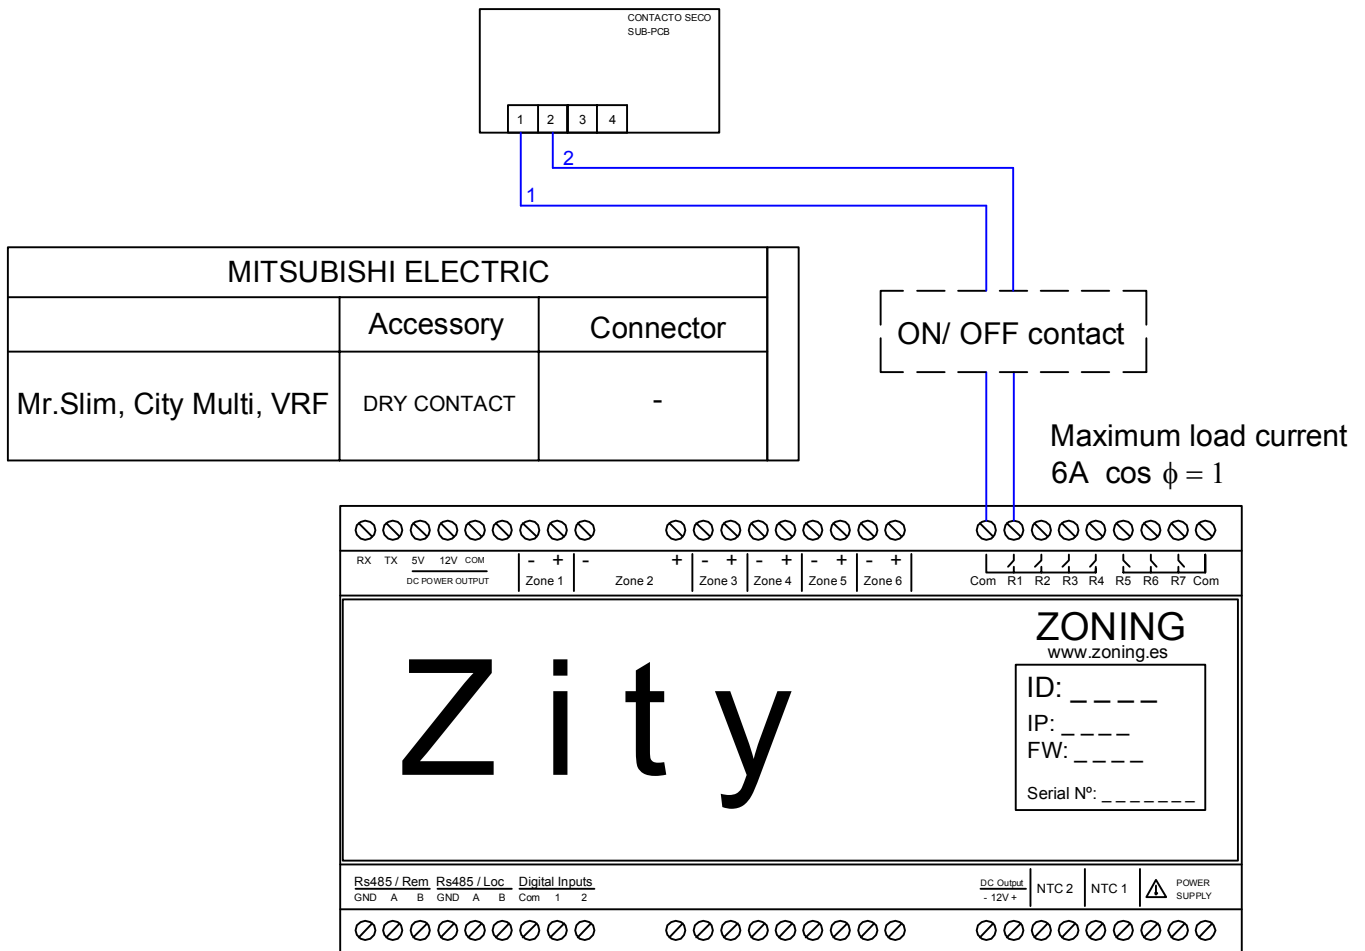 CONTACTO SECO
SUB-PCB
1 2 3 4
2
1
MITSUBISHI ELECTRIC
Accessory Connector
Mr.Slim, City Multi, VRF DRY CONTACT -
ON/ OFF contact
Maximum load current
6A cos ϕ = 1
RX TX 5V 12V COM - + - + - + - + - + - +
DC POWER OUTPUT Zone 1 Zone 2 Zone 3 Zone 4 Zone 5 Zone 6 Com R1 R2 R3 R4 R5 R6 R7 Com
Zity
ZONING
www.zoning.es
ID: _ _ _ _
IP: _ _ _ _
FW: _ _ _ _
Serial Nº: _ _ _ _ _ _ _
Rs485 / Rem Rs485 / Loc Digital Inputs DC Output NTC 2 NTC 1 POWER
GND A B GND A B Com 1 2 - 12V + SUPPLY